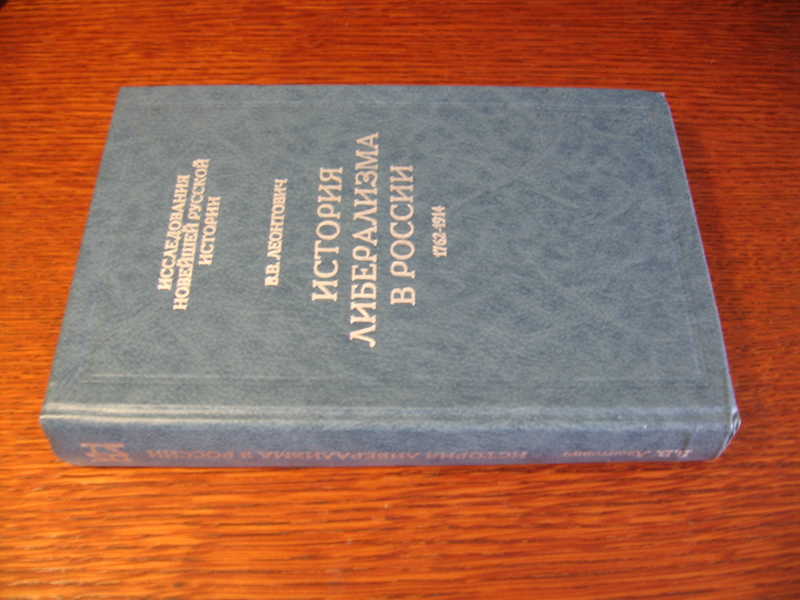 ИССЛЕДОВАНИЯ
НОВЕЙШЕЙ РУССКОЙ
ИСТОРИИ
В.В. ЛЕОНТОВИЧ
ИСТОРИЯ
ЛИБЕРАЛИЗМА
В РОССИИ
1762-1914
В.В. Леонтович
ИСТОРИЯ ЛИБЕРАЛИЗМА В РОССИИ